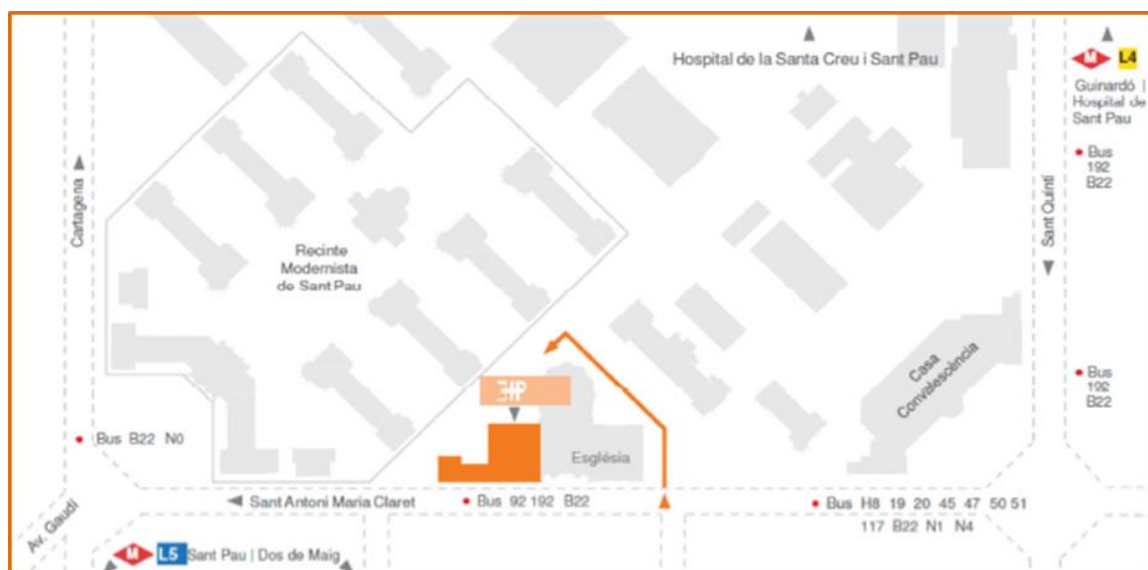 Hospital de la Santa Creu i Sant Pau
M L4
Guinardó |
Hospital de
Sant Pau
Bus
192
B22
Cartagena
Sant Quintí
Recinte
Modernista
de Sant Pau
Casa
Convalescència
Bus
192
B22
Bus B22 N0
Església
Sant Antoni Maria Claret
Bus 92 192 B22
Bus H8 19 20 45 47 50 51
117 B22 N1 N4
Av. Gaudí
M L5 Sant Pau | Dos de Maig